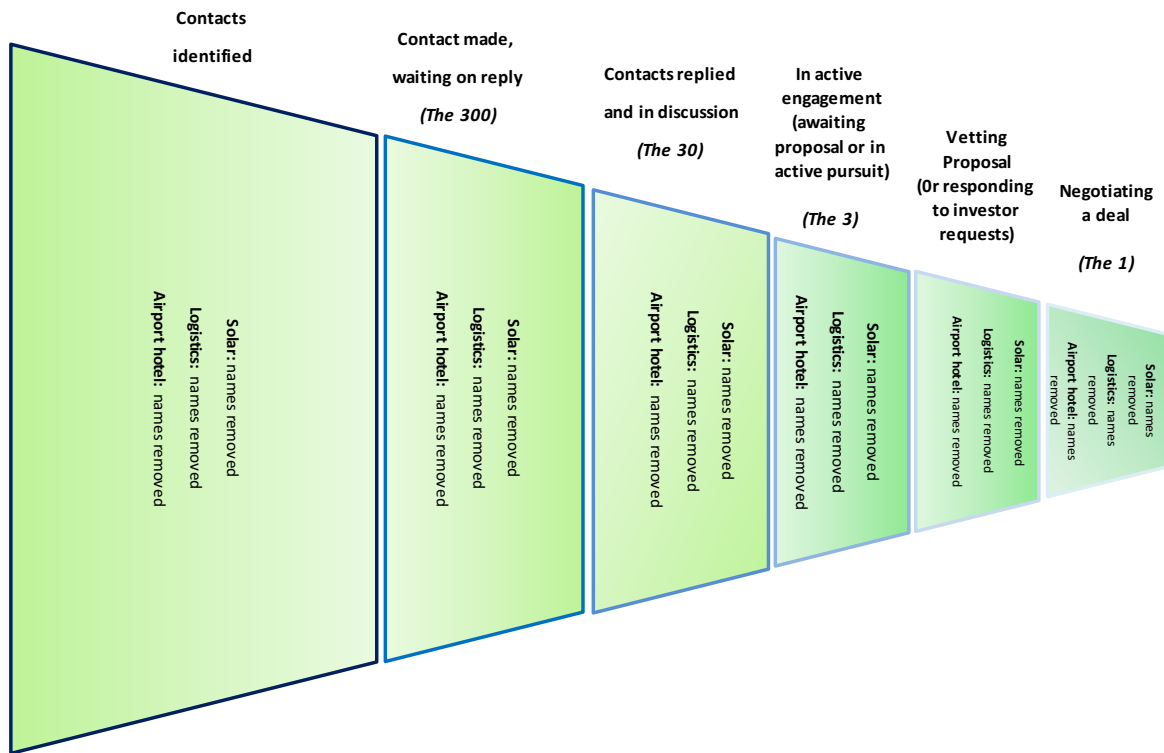 Contacts
identified
Contact made,
waiting on reply
(The 300)
Contacts replied
and in discussion
(The 30)
In active
engagement
(awaiting
proposal or in
active pursuit)
(The 3)
Vetting
Proposal
(0r responding
to investor
requests)
Negotiating
a deal
(The 1)
Solar: names removed
Logistics: names removed
Airport hotel: names removed
Solar: names removed
Logistics: names removed
Airport hotel: names removed
Solar: names removed
Logistics: names removed
Airport hotel: names removed
Solar: names removed
Logistics: names removed
Airport hotel: names removed
Solar: names removed
Logistics: names removed
Airport hotel: names removed
Solar: names
removed
Logistics: names
removed
Airport hotel: names
removed